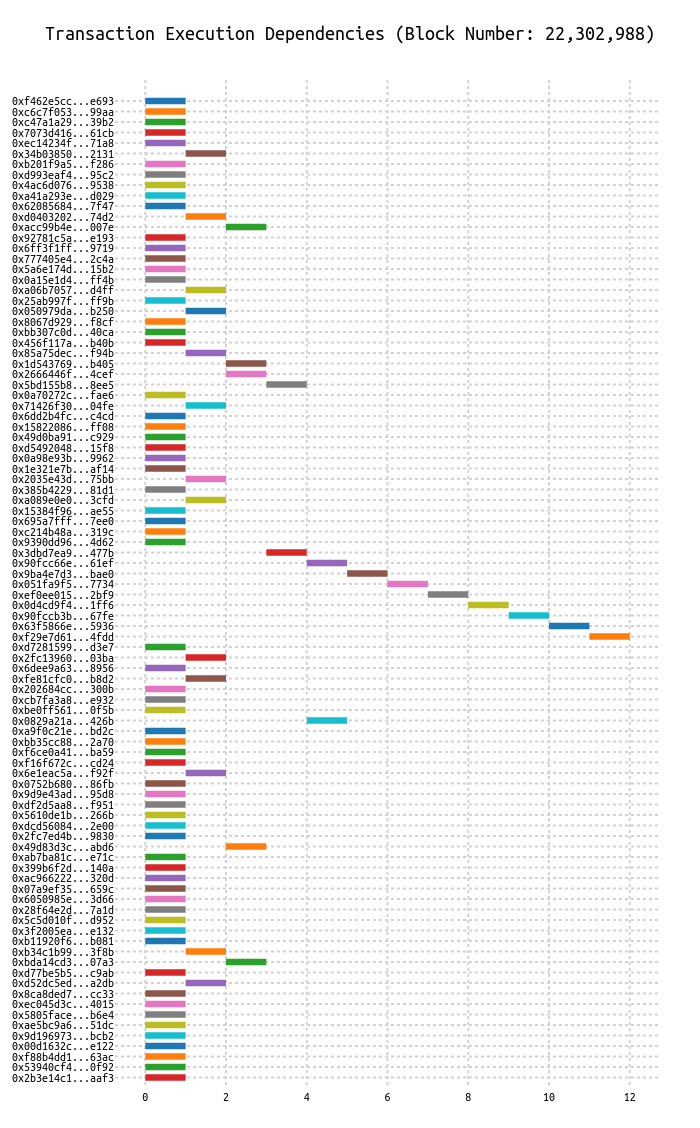 Transaction Execution Dependencies (Block Number: 22,302,988)
0xf462e5cc...e693
0xc6c7f053...99aa
0xc47a1a29...39b2
0x7073d416...61cb
0xec14234f...71a8
0x34b03850...2131
0xb201f9a5...f286
0xd993eaf4...95c2
0x4ac6d076...9538
0xa41a293e...d029
0x62085684...7f47
0xd0403202...74d2
0xacc99b4e...007e
0x92781c5a...e193
0x6ff3f1ff...9719
0x777405e4...2c4a
0x5a6e174d...15b2
0x0a15e1d4...ff4b
0xa06b7057...d4ff
0x25ab997f...ff9b
0x050979da...b250
0x8067d929...f8cf
0xbb307c0d...40ca
0x456f117a...b40b
0x85a75dec...f94b
0x1d543769...b405
0x2666446f...4cef
0x5bd155b8...8ee5
0x0a70272c...fae6
0x71426f30...04fe
0x6dd2b4fc...c4cd
0x15822086...ff08
0x49d0ba91...c929
0xd5492048...15f8
0x0a98e93b...9962
0x1e321e7b...af14
0x2035e43d...75bb
0x385b4229...81d1
0xa089e0e0...3cfd
0x15384f96...ae55
0x695a7fff...7ee0
0xc214b48a...319c
0x9390dd96...4d62
0x3dbd7ea9...477b
0x90fcc66e...61ef
0x9ba4e7d3...bae0
0x051fa9f5...7734
0xef0ee015...2bf9
0x0d4cd9f4...1ff6
0x90fccb3b...67fe
0x63f5866e...5936
0xf29e7d61...4fdd
0xd7281599...d3e7
0x2fc13960...03ba
0x6dee9a63...8956
0xfe81cfc0...b8d2
0x202684cc...300b
0xcb7fa3a8...e932
0xbe0ff561...0f5b
0x0829a21a...426b
0xa9f0c21e...bd2c
0xbb35cc88...2a70
0xf6ce0a41...ba59
0xf16f672c...cd24
0x6e1eac5a...f92f
0x0752b680...86fb
0x9d9e43ad...95d8
0xdf2d5aa8...f951
0x5610de1b...266b
0xdcd56084...2e00
0x2fc7ed4b...9830
0x49d83d3c...abd6
0xab7ba81c...e71c
0x399b6f2d...140a
0xac966222...320d
0x07a9ef35...659c
0x6050985e...3d66
0x28f64e2d...7a1d
0x5c5d010f...d952
0x3f2005ea...e132
0xb11920f6...b081
0xb34c1b99...3f8b
0xbda14cd3...07a3
0xd77be5b5...c9ab
0xd52dc5ed...a2db
0x8ca8ded7...cc33
0xec045d3c...4015
0x5805face...b6e4
0xae5bc9a6...51dc
0x9d196973...bcb2
0x00d1632c...e122
0xf88b4dd1...63ac
0x53940cf4...0f92
0x2b3e14c1...aaf3
0 2 4 6 8 10 12